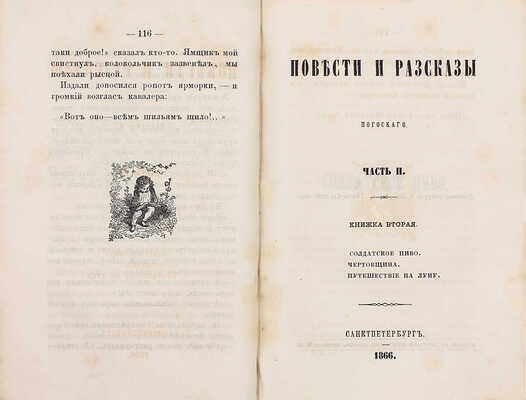 — 116 —
таки доброе!» сказалъ кто-то. Ямщикъ мой
свистнулъ, колокольчикъ зазвенѣлъ, мы
поѣхали рысцой.
Издали доносился ропотъ ярморки, — и
громкій возгласъ кавалера:
«Вотъ оно—всѣмъ шильямъ шило!..»
ПОВѢСТИ И РАЗСКАЗЫ
ПОГОСКАГО.
ЧАСТЬ II.
КНИЖКА ВТОРАЯ.
СОЛДАТСКОЕ ПИВО.
ЧЕРТОВЩИНА.
ПУТЕШЕСТВІЕ НА ЛУНУ.
САНКТПЕТЕРБУРГЪ.
1866.